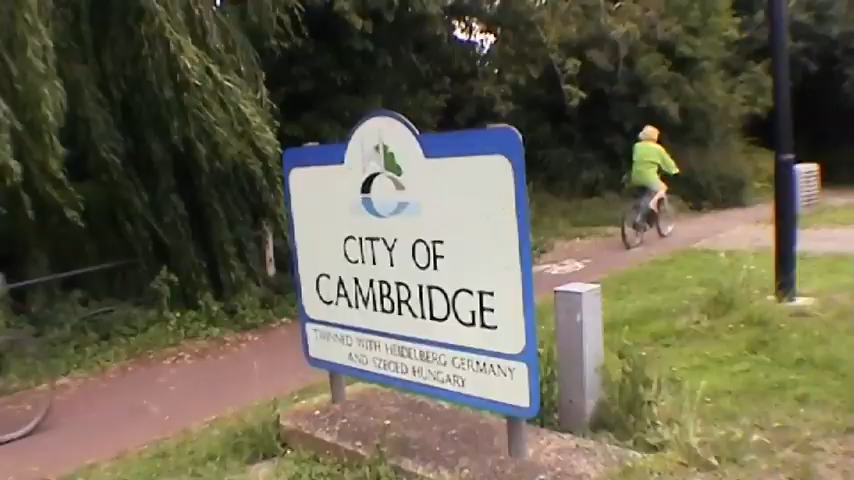 CITY OF
CAMBRIDGE
TWINNED WITH HEIDELBERG GERMANY
AND SZEGED HUNGARY